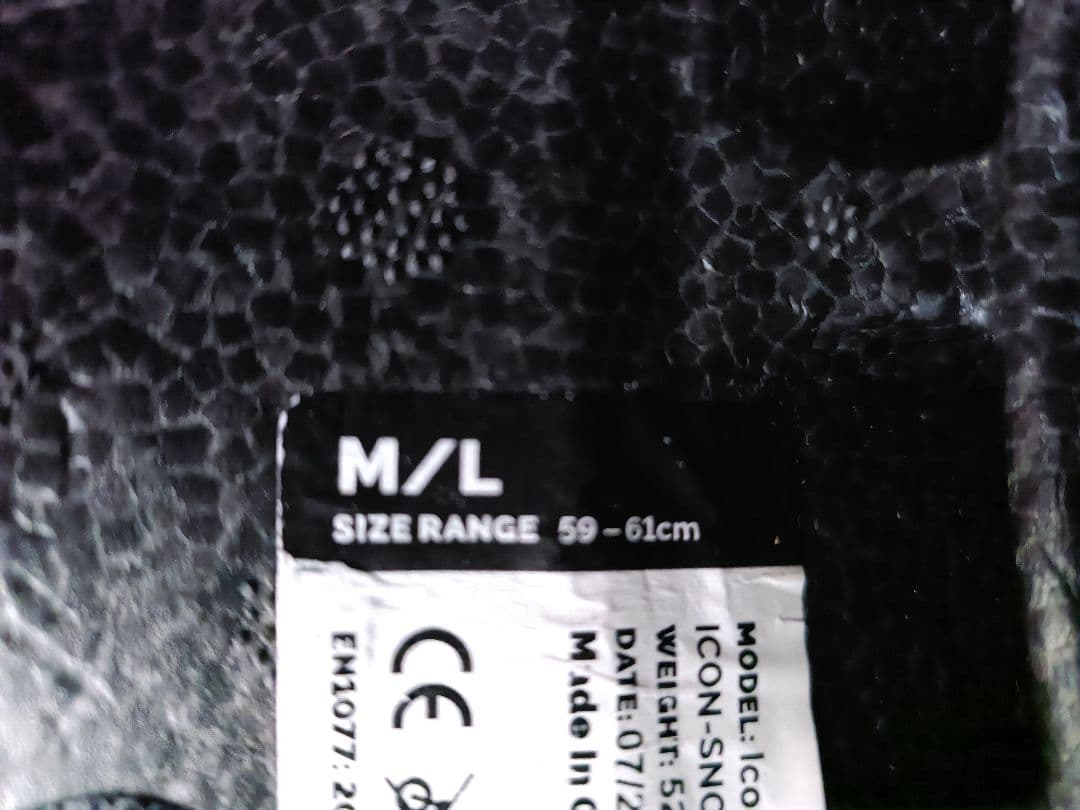 M/L
SIZE RANGE 59-61cm
MODEL: Ico
ICON-SNO
WEIGHT: 52
DATE: 07/2
Made In C
CE
EN1077: 20